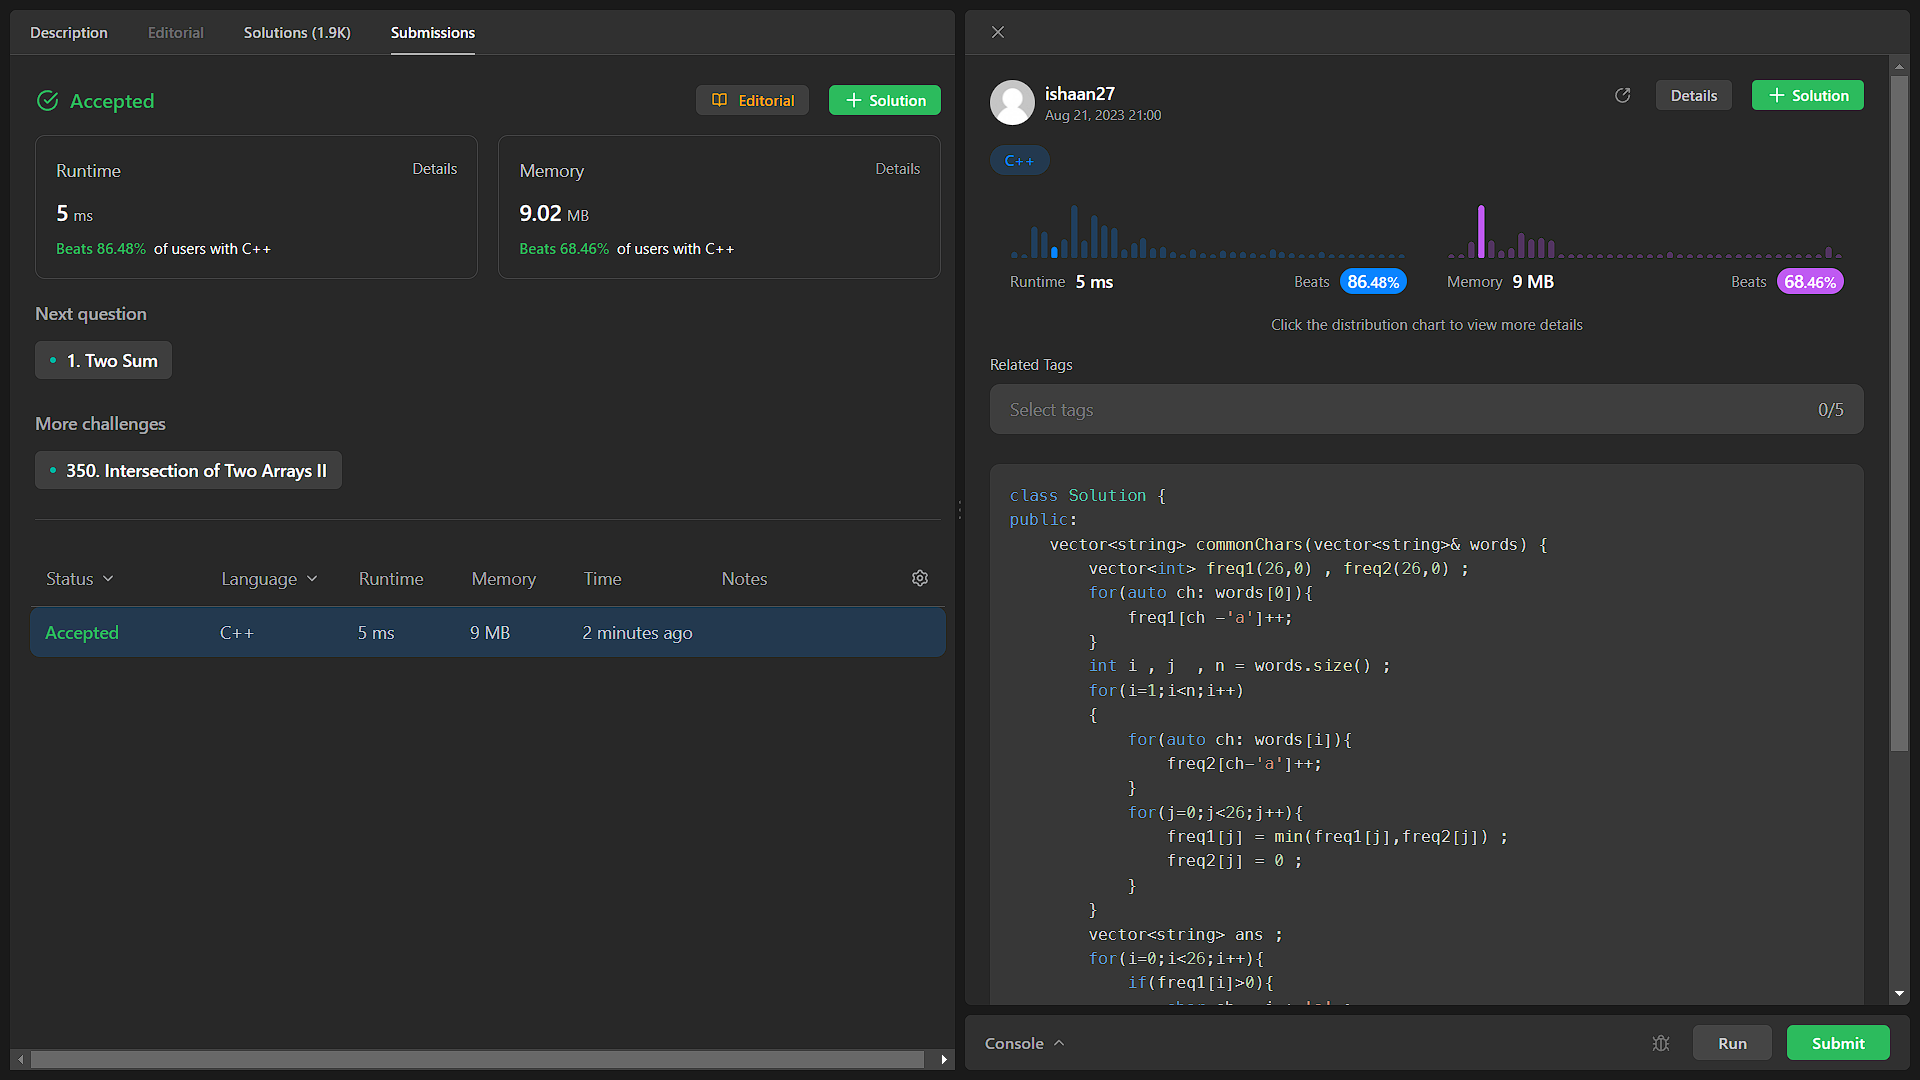 Description Editorial Solutions (1.9K) Submissions
Accepted
Editorial
Solution
Runtime Details
5 ms
Beats 86.48% of users with C++
Memory Details
9.02 MB
Beats 68.46% of users with C++
Next question
1. Two Sum
More challenges
350. Intersection of Two Arrays II
Status Language Runtime Memory Time Notes
Accepted C++ 5 ms 9 MB 2 minutes ago
ishaan27
Aug 21, 2023 21:00
Details
Solution
C++
Runtime 5 ms Beats 86.48%
Memory 9 MB Beats 68.46%
Click the distribution chart to view more details
Related Tags
Select tags 0/5
class Solution {
public:
    vector<string> commonChars(vector<string>& words) {
        vector<int> freq1(26,0) , freq2(26,0) ;
        for(auto ch: words[0]){
            freq1[ch -'a']++;
        }
        int i , j  , n = words.size() ;
        for(i=1;i<n;i++)
        {
            for(auto ch: words[i]){
                freq2[ch-'a']++;
            }
            for(j=0;j<26;j++){
                freq1[j] = min(freq1[j],freq2[j]) ;
                freq2[j] = 0 ;
            }
        }
        vector<string> ans ;
        for(i=0;i<26;i++){
            if(freq1[i]>0){
Console Run Submit